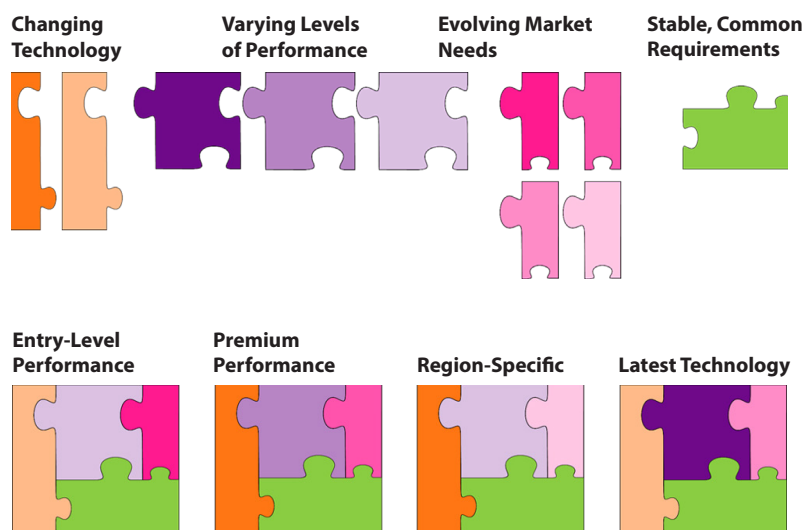 Changing
Technology
Varying Levels
of Performance
Evolving Market
Needs
Stable, Common
Requirements
Entry-Level
Performance
Premium
Performance
Region-Specific
Latest Technology